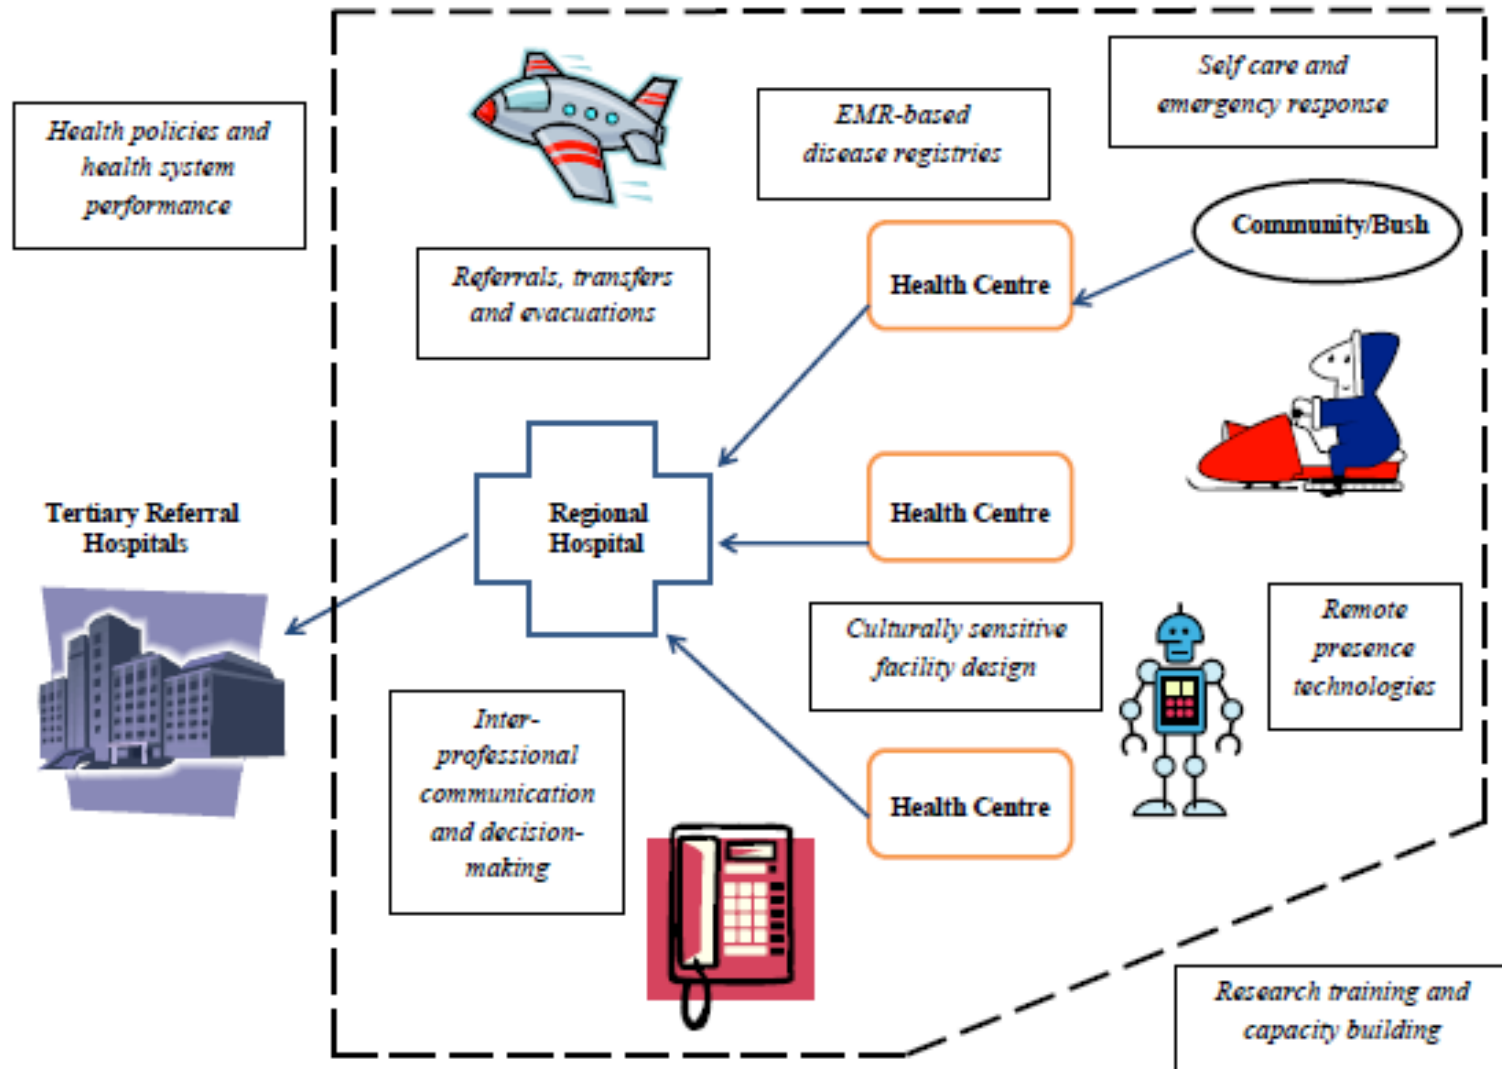 Health policies and
health system
performance
EMR-based
disease registries
Self care and
emergency response
Community/Bush
Referrals, transfers
and evacuations
Health Centre
Tertiary Referral
Hospitals
Regional
Hospital
Health Centre
Culturally sensitive
facility design
Remote
presence
technologies
Inter-
professional
communication
and decision-
making
Health Centre
Research training and
capacity building